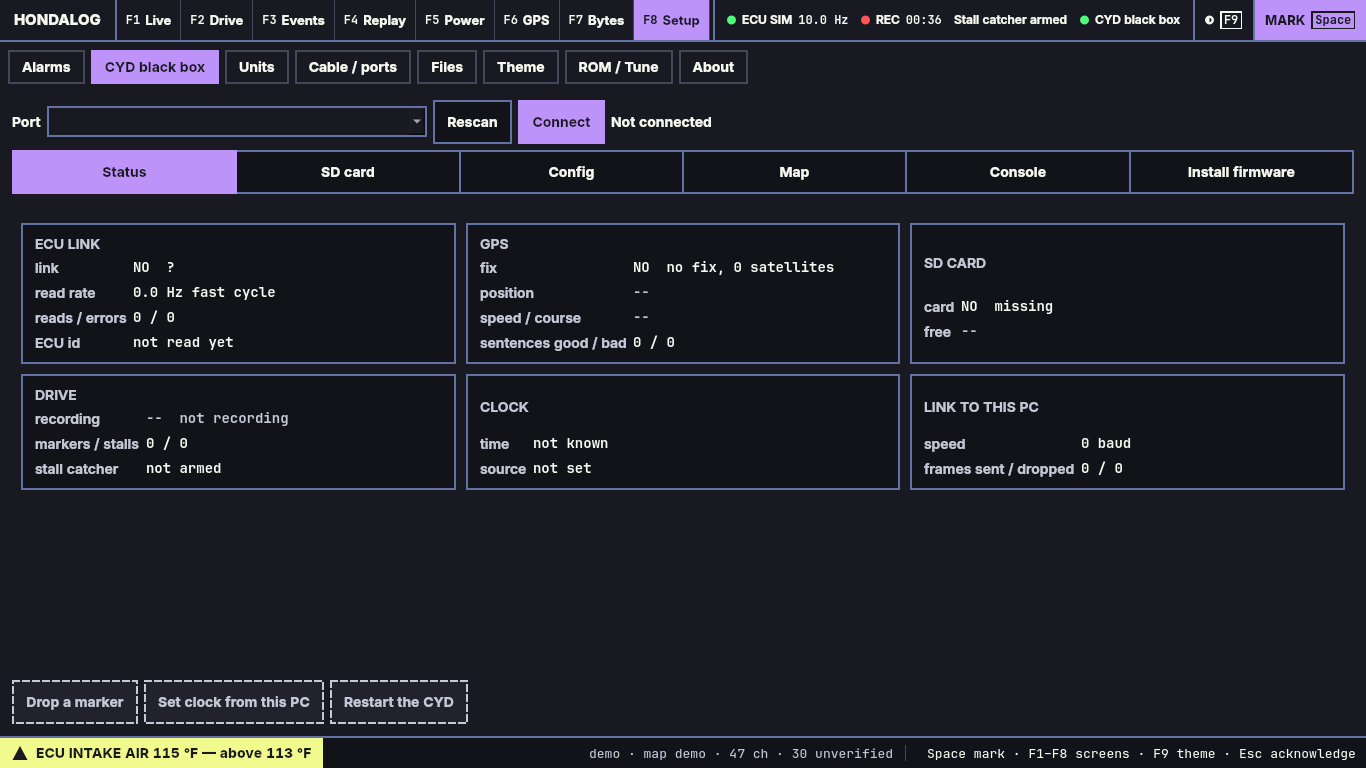 HONDALOG F1 Live F2 Drive F3 Events F4 Replay F5 Power F6 GPS F7 Bytes F8 Setup ECU SIM 10.0 Hz REC 00:36 Stall catcher armed CYD black box F9 MARK Space
Alarms CYD black box Units Cable / ports Files Theme ROM / Tune About
Port Rescan Connect Not connected
Status SD card Config Map Console Install firmware
ECU LINK
link NO ?
read rate 0.0 Hz fast cycle
reads / errors 0 / 0
ECU id not read yet
GPS
fix NO no fix, 0 satellites
position --
speed / course --
sentences good / bad 0 / 0
SD CARD
card NO missing
free --
DRIVE
recording -- not recording
markers / stalls 0 / 0
stall catcher not armed
CLOCK
time not known
source not set
LINK TO THIS PC
speed 0 baud
frames sent / dropped 0 / 0
Drop a marker Set clock from this PC Restart the CYD
ECU INTAKE AIR 115 °F — above 113 °F demo · map demo · 47 ch · 30 unverified Space mark · F1–F8 screens · F9 theme · Esc acknowledge